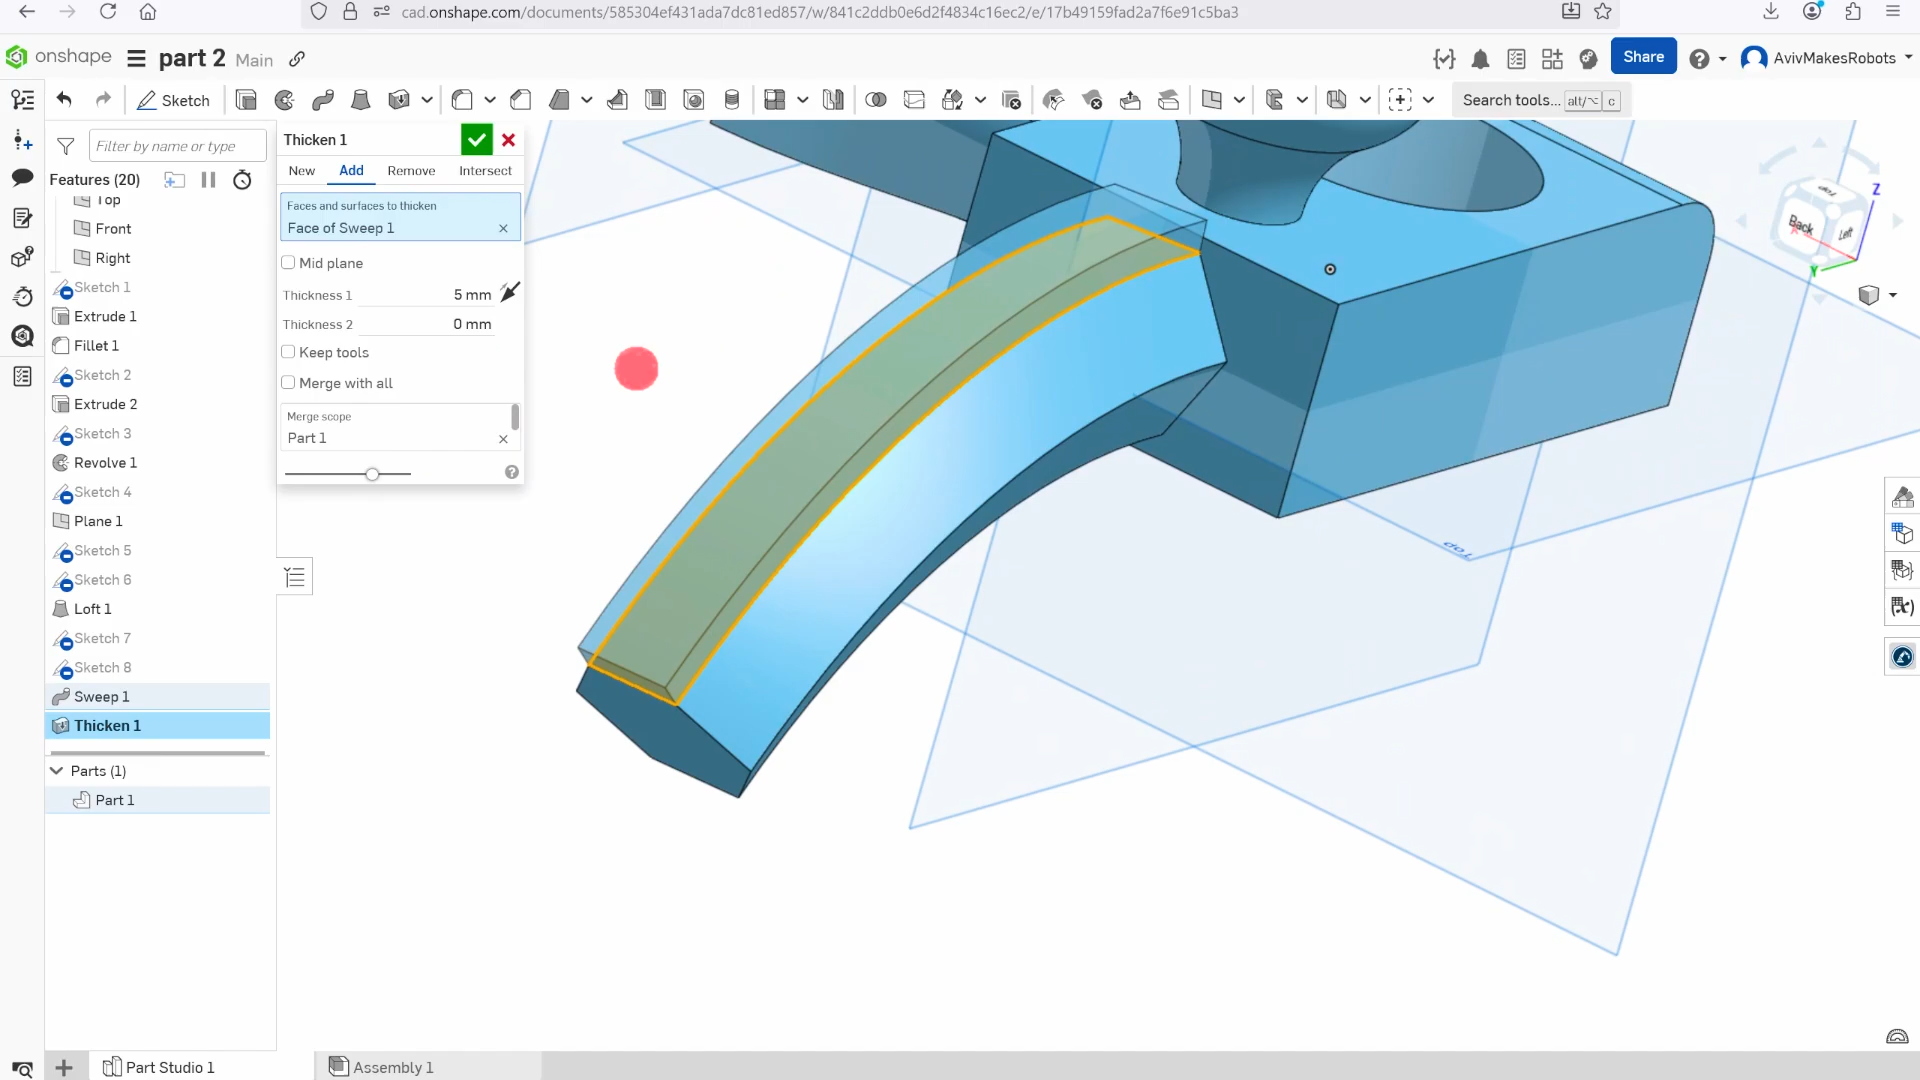 cad.onshape.com/documents/585304ef431ada7dc81ed857/w/841c2ddb0e6d2f4834c16ec2/e/17b49159fad2a7f6e91c5ba3
onshape part 2 Main
Share
AvivMakesRobots
Sketch
Search tools... alt/⌥ c
Filter by name or type
Features (20)
Top
Front
Right
Sketch 1
Extrude 1
Fillet 1
Sketch 2
Extrude 2
Sketch 3
Revolve 1
Sketch 4
Plane 1
Sketch 5
Sketch 6
Loft 1
Sketch 7
Sketch 8
Sweep 1
Thicken 1
Parts (1)
Part 1
Thicken 1
New Add Remove Intersect
Faces and surfaces to thicken
Face of Sweep 1
Mid plane
Thickness 1 5 mm
Thickness 2 0 mm
Keep tools
Merge with all
Merge scope
Part 1
Top
Top
Back
Left
Z
X
Y
Part Studio 1
Assembly 1